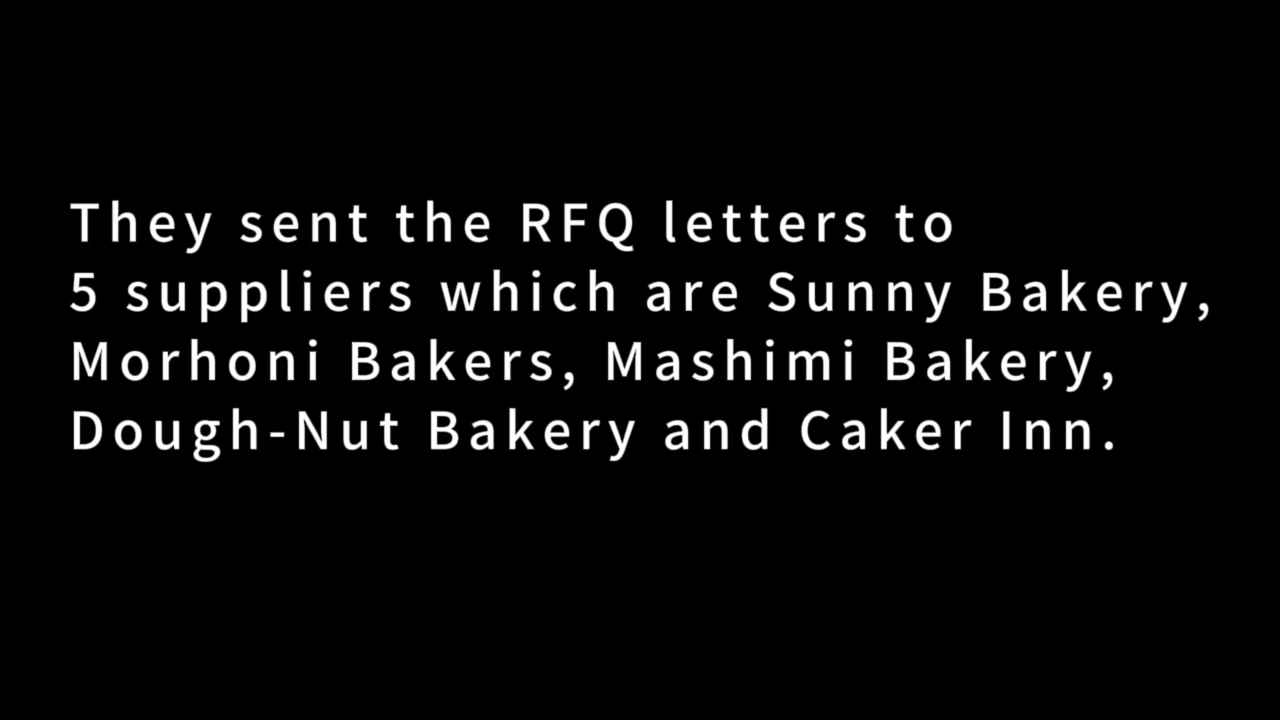 They sent the RFQ letters to
5 suppliers which are Sunny Bakery,
Morhoni Bakers, Mashimi Bakery,
Dough-Nut Bakery and Caker Inn.